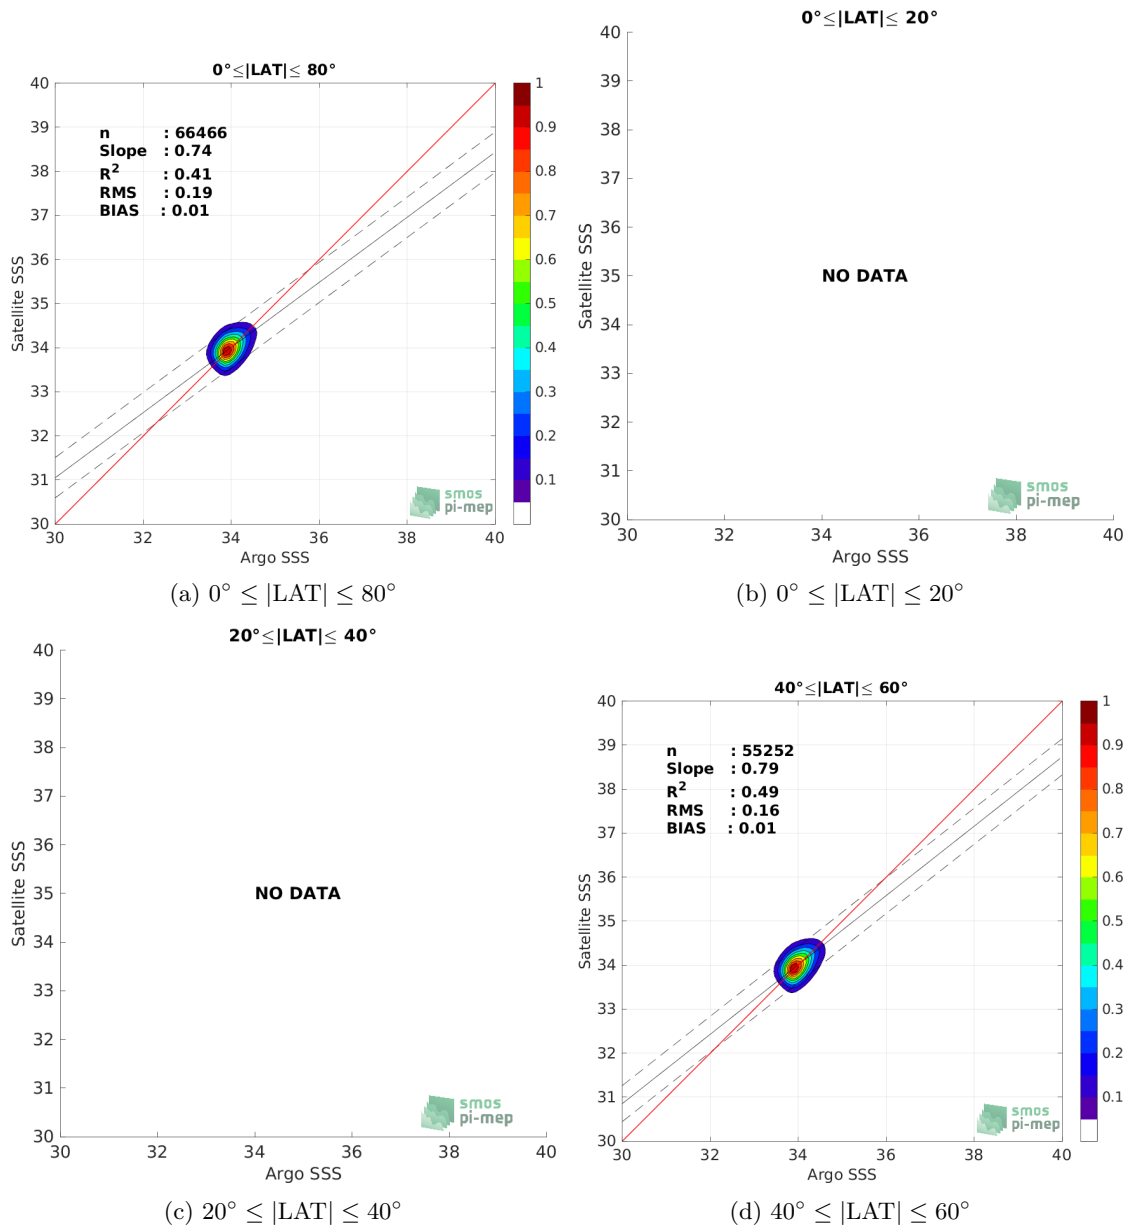 0°≤|LAT|≤ 80°
40
39
38
37
36
35
34
33
32
31
30
Satellite SSS
n : 66466
Slope : 0.74
R2 : 0.41
RMS : 0.19
BIAS : 0.01
smos
pi-mep
30 32 34 36 38 40
Argo SSS
1
0.9
0.8
0.7
0.6
0.5
0.4
0.3
0.2
0.1
(a) 0° ≤ |LAT| ≤ 80°
0°≤|LAT|≤ 20°
40
39
38
37
36
35
34
33
32
31
30
Satellite SSS
NO DATA
smos
pi-mep
30 32 34 36 38 40
Argo SSS
(b) 0° ≤ |LAT| ≤ 20°
20°≤|LAT|≤ 40°
40
39
38
37
36
35
34
33
32
31
30
Satellite SSS
NO DATA
smos
pi-mep
30 32 34 36 38 40
Argo SSS
(c) 20° ≤ |LAT| ≤ 40°
40°≤|LAT|≤ 60°
40
39
38
37
36
35
34
33
32
31
30
Satellite SSS
n : 55252
Slope : 0.79
R2 : 0.49
RMS : 0.16
BIAS : 0.01
smos
pi-mep
30 32 34 36 38 40
Argo SSS
1
0.9
0.8
0.7
0.6
0.5
0.4
0.3
0.2
0.1
(d) 40° ≤ |LAT| ≤ 60°